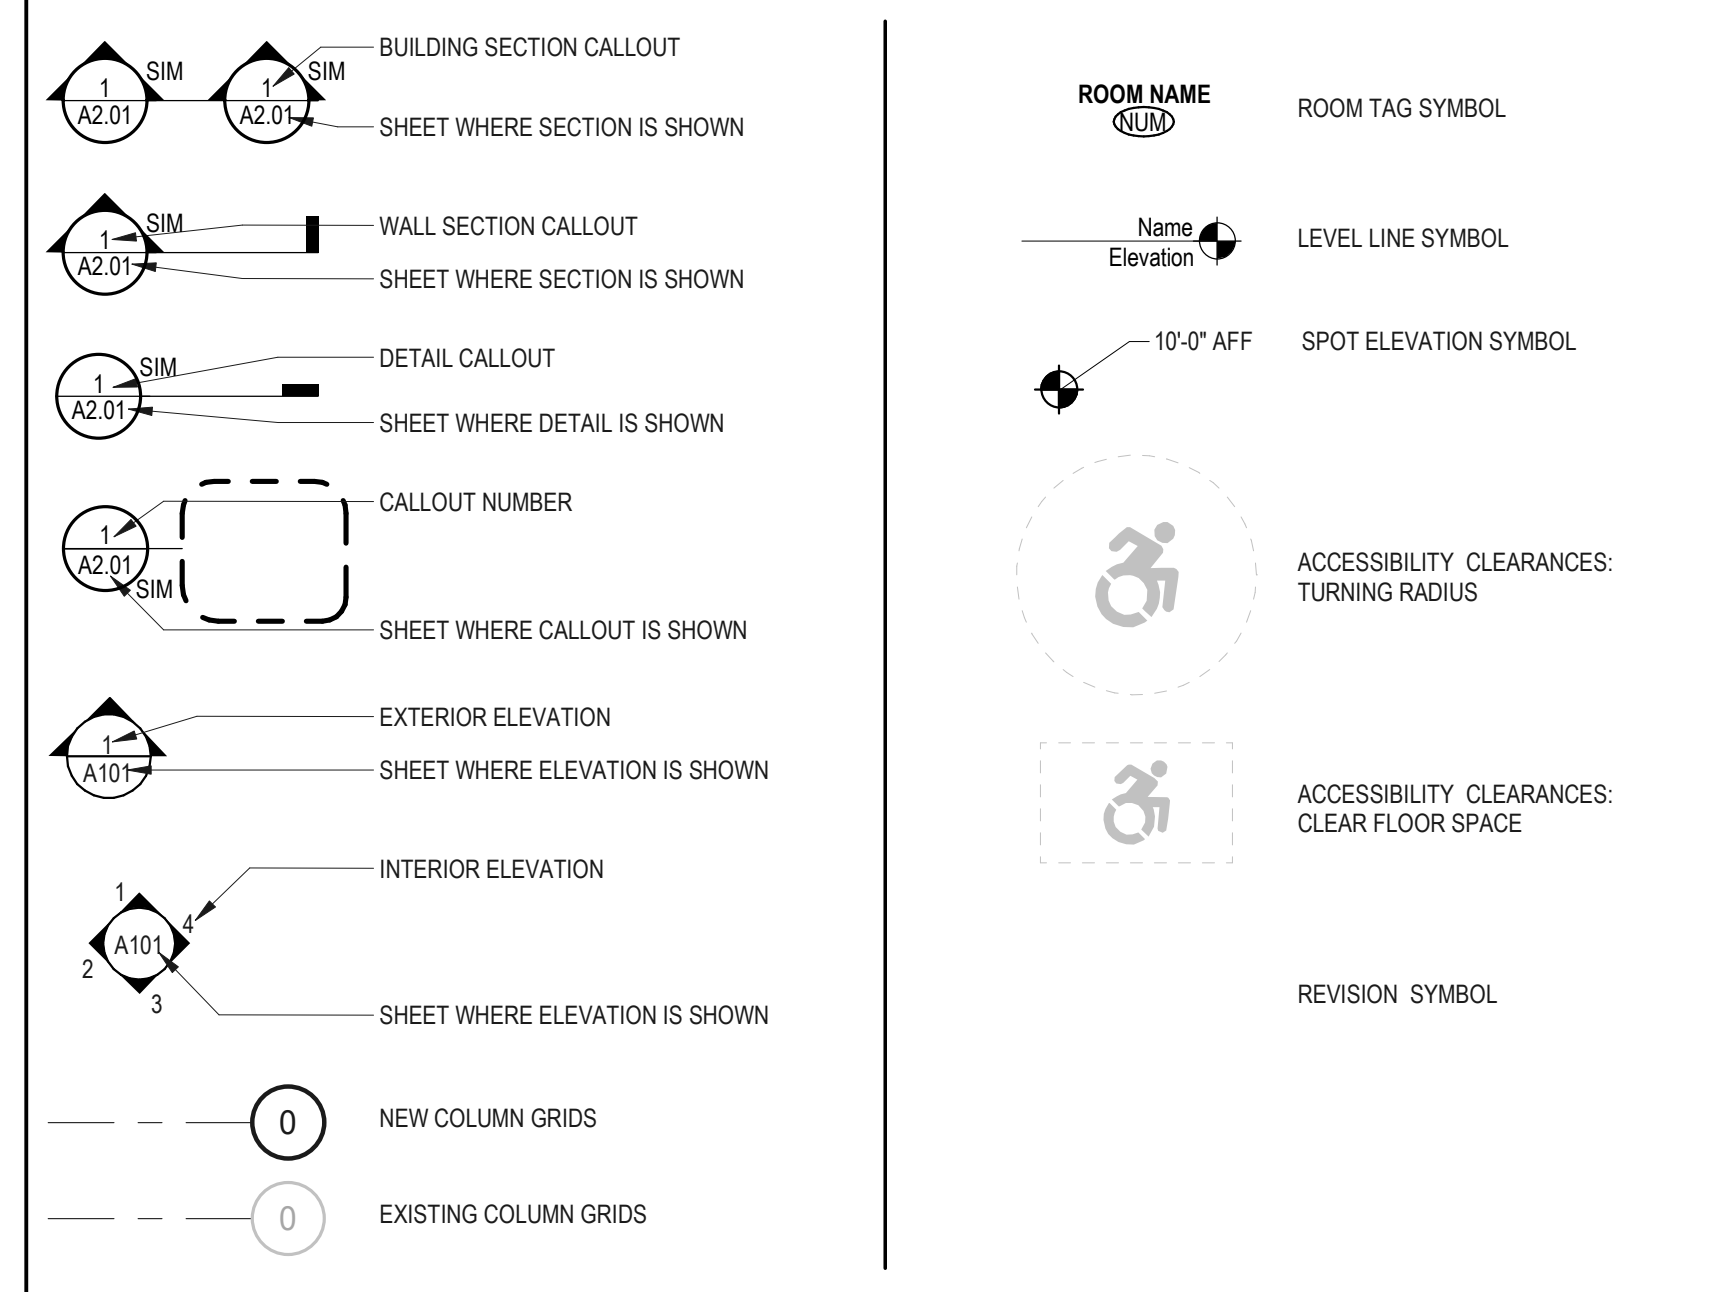 BUILDING SECTION CALLOUT
SIM
SIM
1
1
A2.01
A2.01
SHEET WHERE SECTION IS SHOWN
SIM
WALL SECTION CALLOUT
1
A2.01
SHEET WHERE SECTION IS SHOWN
DETAIL CALLOUT
SIM
1
A2.01
SHEET WHERE DETAIL IS SHOWN
CALLOUT NUMBER
1
A2.01
SIM
SHEET WHERE CALLOUT IS SHOWN
EXTERIOR ELEVATION
1
A101
SHEET WHERE ELEVATION IS SHOWN
INTERIOR ELEVATION
1
4
A101
2
3
SHEET WHERE ELEVATION IS SHOWN
0
NEW COLUMN GRIDS
0
EXISTING COLUMN GRIDS
ROOM NAME
NUM
ROOM TAG SYMBOL
Name
Elevation
LEVEL LINE SYMBOL
10'-0" AFF
SPOT ELEVATION SYMBOL
ACCESSIBILITY CLEARANCES:
TURNING RADIUS
ACCESSIBILITY CLEARANCES:
CLEAR FLOOR SPACE
REVISION SYMBOL